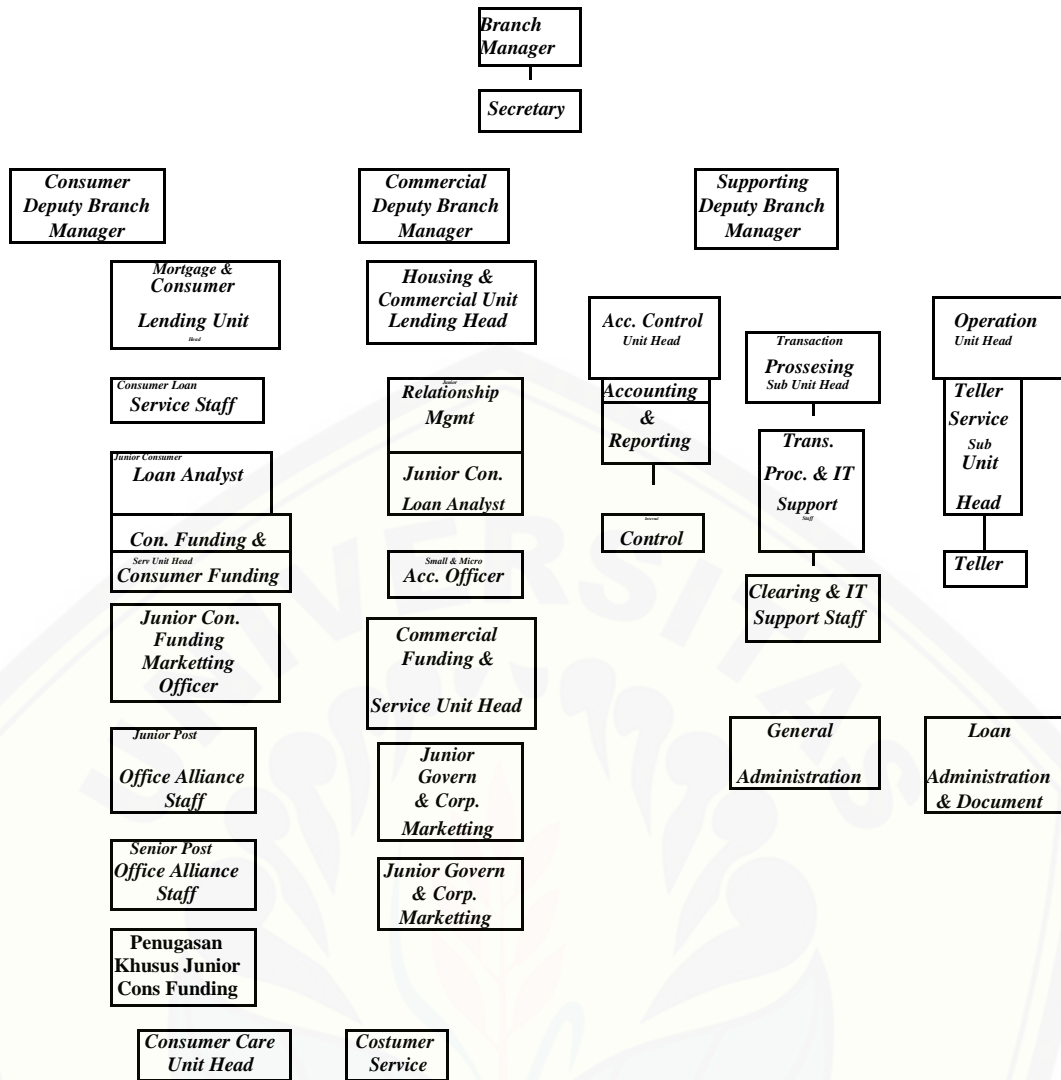 Branch
Manager
Secretary
Consumer
Deputy Branch
Manager
Commercial
Deputy Branch
Manager
Supporting
Deputy Branch
Manager
Mortgage &
Consumer
Lending Unit
Head
Consumer Loan
Service Staff
Junior Consumer
Loan Analyst
Con. Funding &
Serv Unit Head
Consumer Funding
Junior Con.
Funding
Marketting
Officer
Junior Post
Office Alliance
Staff
Senior Post
Office Alliance
Staff
Penugasan
Khusus Junior
Cons Funding
Consumer Care
Unit Head
Costumer
Service
Housing &
Commercial Unit
Lending Head
Junior
Relationship
Mgmt
Junior Con.
Loan Analyst
Small & Micro
Acc. Officer
Commercial
Funding &
Service Unit Head
Junior
Govern
& Corp.
Marketting
Junior Govern
& Corp.
Marketting
Acc. Control
Unit Head
Accounting
&
Reporting
Control
Transaction
Prossesing
Sub Unit Head
Trans.
Proc. & IT
Support
Staff
Clearing & IT
Support Staff
General
Administration
Operation
Unit Head
Teller
Service
Sub
Unit
Head
Teller
Loan
Administration
& Document
UNIVERSITAS